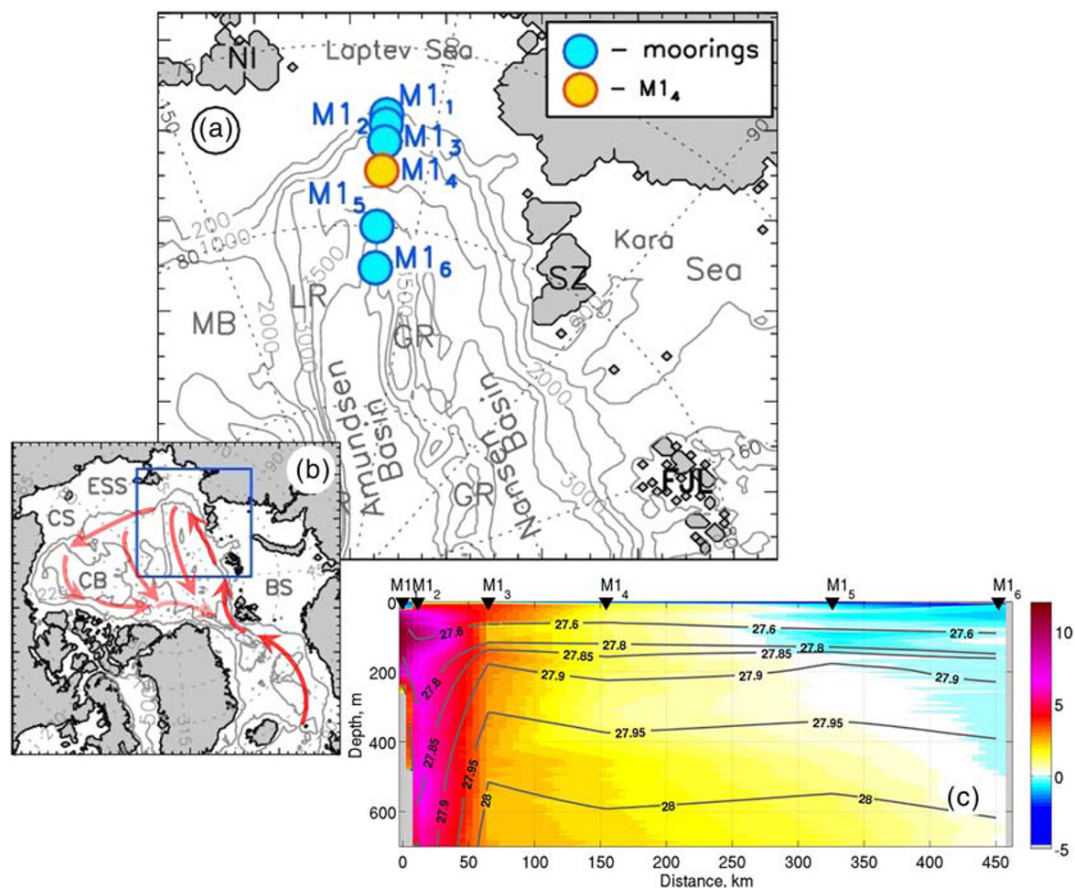 NI
Laptev Sea
– moorings
– M1₄
(a)
M1₁
M1₂
M1₃
M1₄
M1₅
M1₆
150
90
200
1000
80
3500
2000
3000
MB
LR
GR
Kara
Sea
SZ
Amundsen
Basin
Nansen
Basin
2000
3000
GR
60
FJL
(b)
ESS
CS
CB
BS
225
315
M1₂
M1₃
M1₄
M1₅
M1₆
0
200
400
600
Depth, m
27.6
27.6
27.6
27.6
27.8
27.8
27.8
27.85
27.85
27.85
27.9
27.9
27.9
27.9
27.95
27.95
27.95
28
28
28
(c)
10
5
0
-5
0
50
100
150
200
250
300
350
400
450
Distance, km